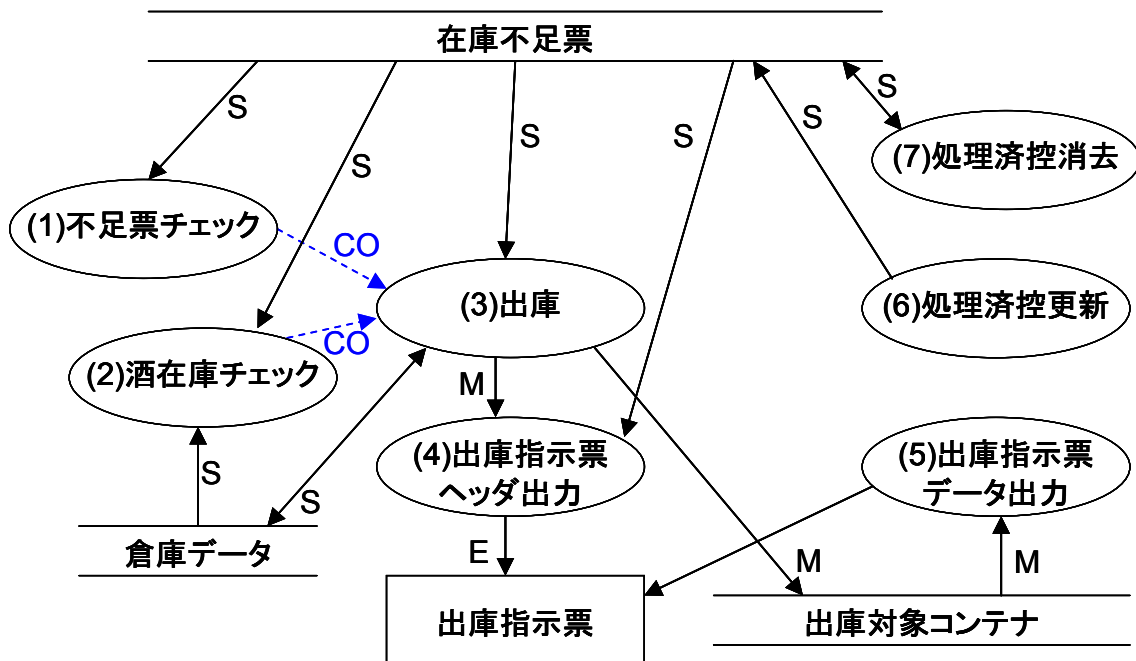 在庫不足票
S
S
S
S
S
S
(7)処理済控消去
(1)不足票チェック
CO
(3)出庫
(6)処理済控更新
CO
(2)酒在庫チェック
M
(4)出庫指示票
ヘッダ出力
(5)出庫指示票
データ出力
S
S
倉庫データ
E
M
M
出庫指示票
出庫対象コンテナ